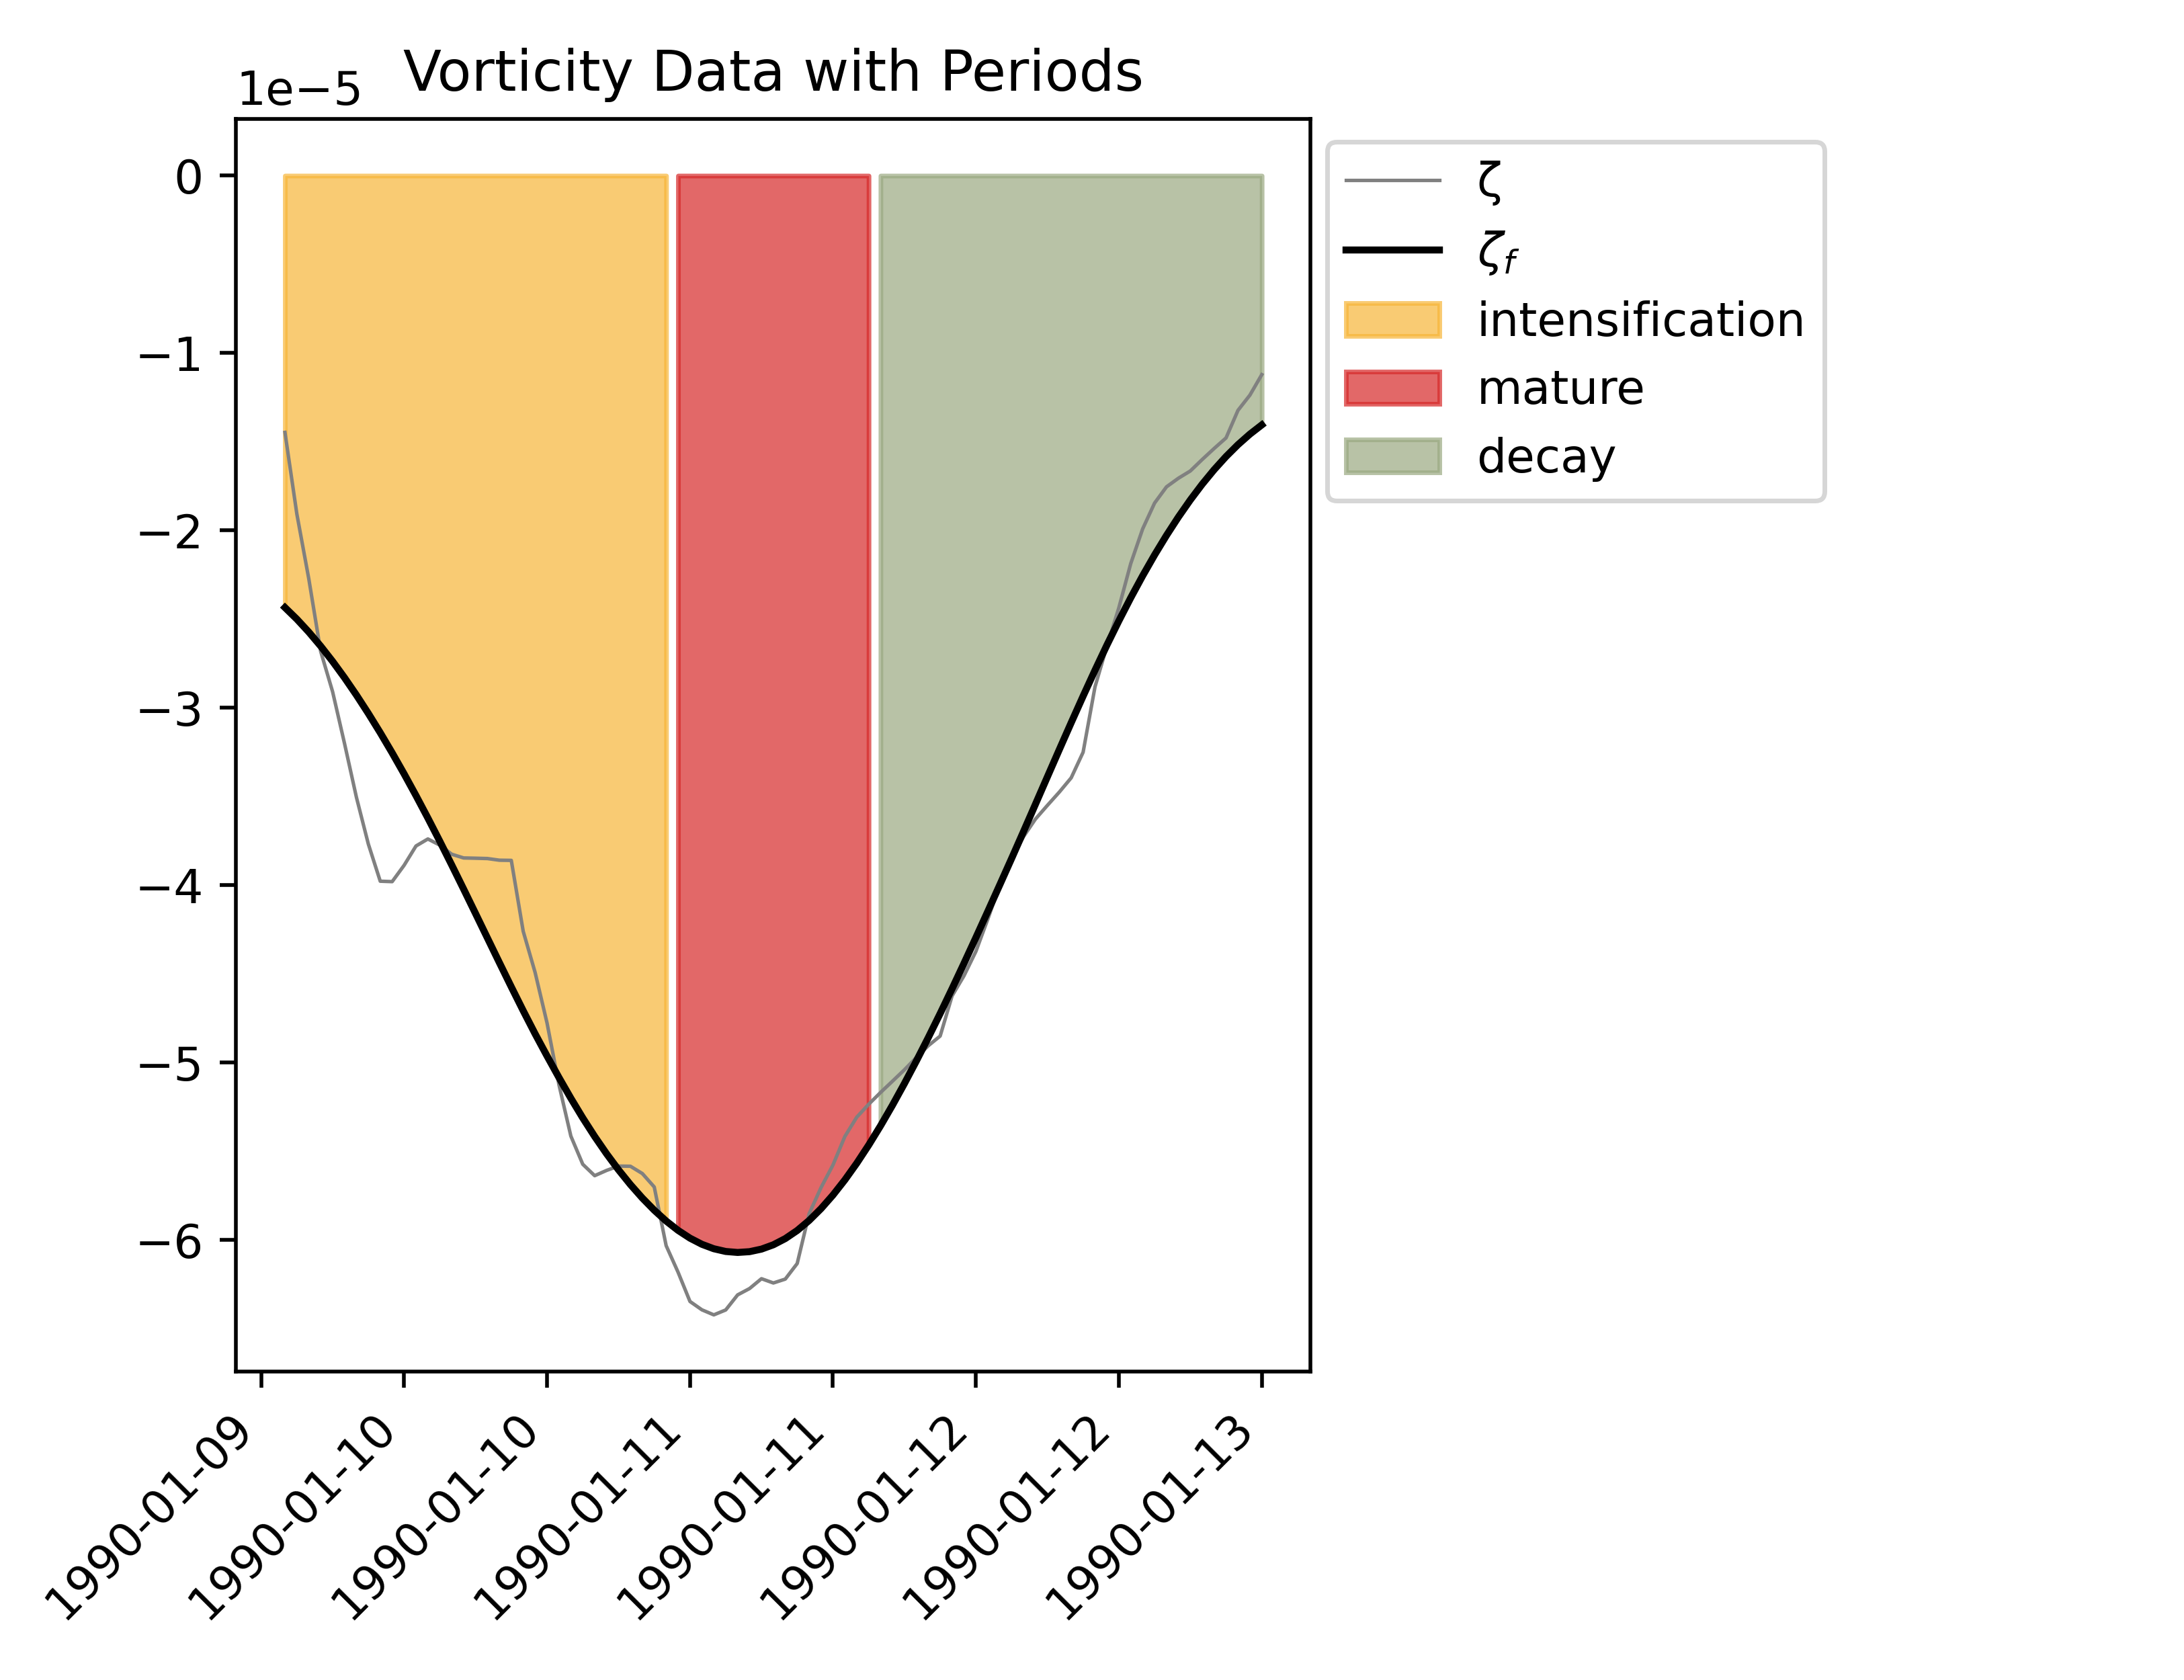 Vorticity Data with Periods
1e−5
0
−1
−2
−3
−4
−5
−6
1990-01-09
1990-01-10
1990-01-10
1990-01-11
1990-01-11
1990-01-12
1990-01-12
1990-01-13
ζ
ζf
intensification
mature
decay